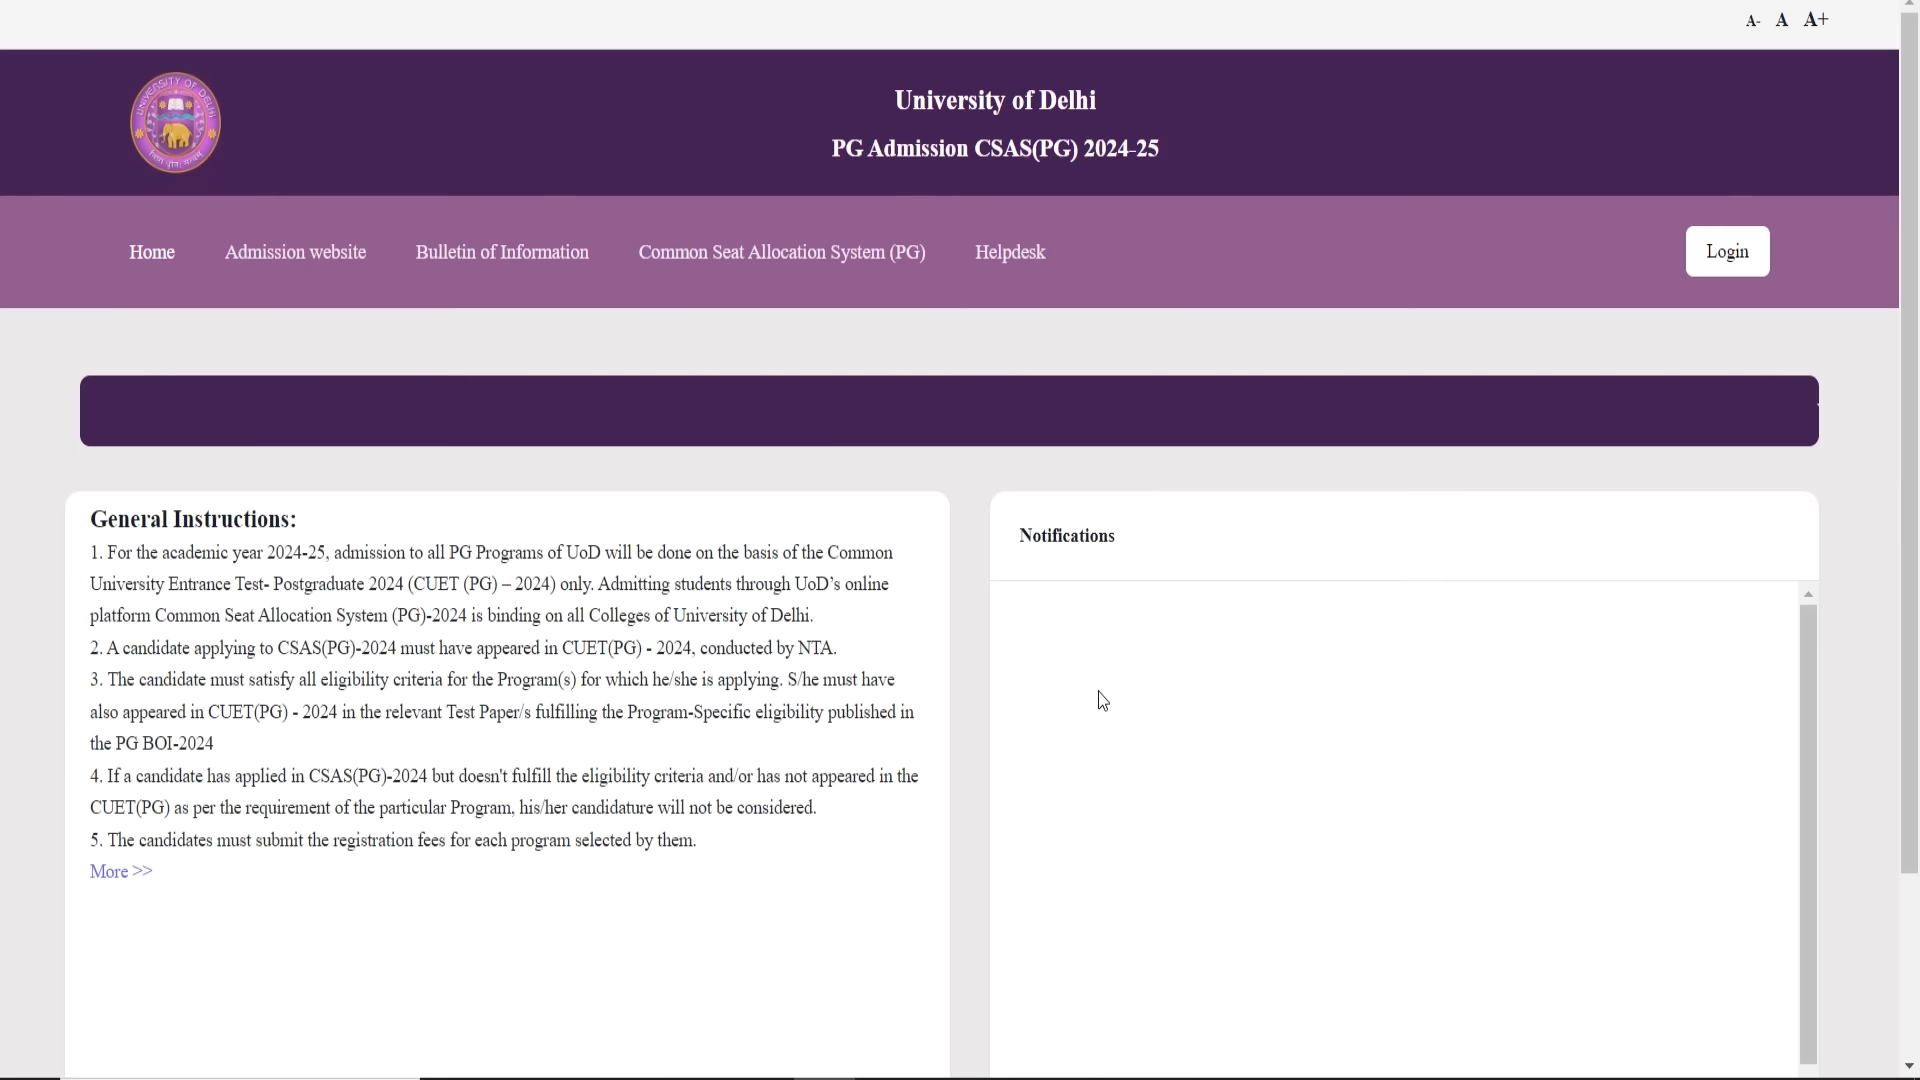 A- A A+
UNIVERSITY OF DELHI
University of Delhi
PG Admission CSAS(PG) 2024-25
Home Admission website Bulletin of Information Common Seat Allocation System (PG) Helpdesk Login
General Instructions:
1. For the academic year 2024-25, admission to all PG Programs of UoD will be done on the basis of the Common
University Entrance Test- Postgraduate 2024 (CUET (PG) – 2024) only. Admitting students through UoD’s online
platform Common Seat Allocation System (PG)-2024 is binding on all Colleges of University of Delhi.
2. A candidate applying to CSAS(PG)-2024 must have appeared in CUET(PG) - 2024, conducted by NTA.
3. The candidate must satisfy all eligibility criteria for the Program(s) for which he/she is applying. S/he must have
also appeared in CUET(PG) - 2024 in the relevant Test Paper/s fulfilling the Program-Specific eligibility published in
the PG BOI-2024
4. If a candidate has applied in CSAS(PG)-2024 but doesn't fulfill the eligibility criteria and/or has not appeared in the
CUET(PG) as per the requirement of the particular Program, his/her candidature will not be considered.
5. The candidates must submit the registration fees for each program selected by them.
More >>
Notifications